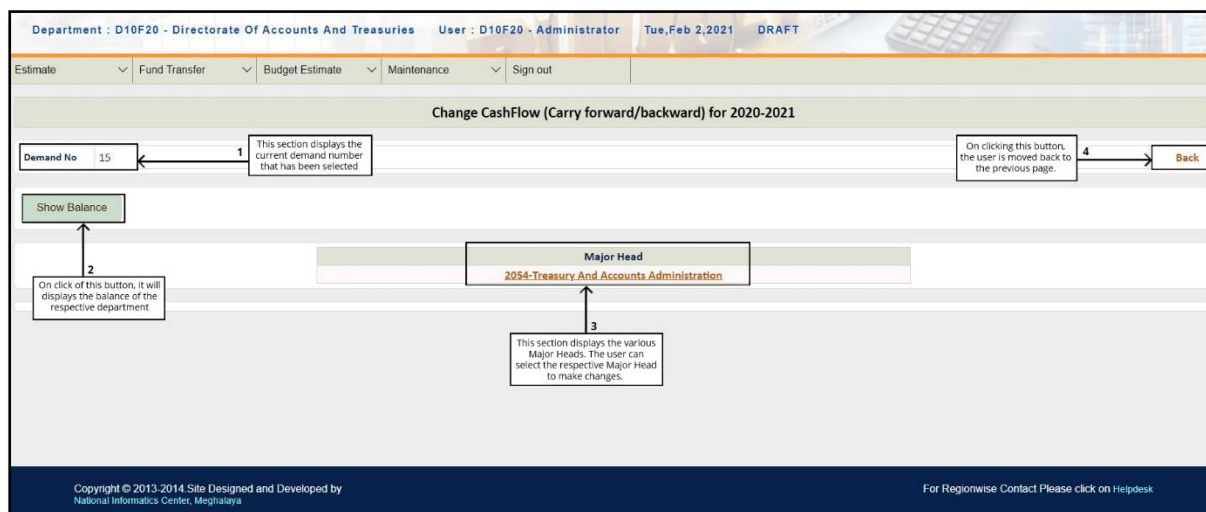 Department : D10F20 - Directorate Of Accounts And Treasuries User : D10F20 - Administrator Tue,Feb 2,2021 DRAFT
Estimate Fund Transfer Budget Estimate Maintenance Sign out
Change CashFlow (Carry forward/backward) for 2020-2021
Demand No 15
1
This section displays the
current demand number
that has been selected
On clicking this button,
the user is moved back to
the previous page.
4
Back
Show Balance
2
On click of this button, it will
displays the balance of the
respective department
Major Head
2054-Treasury And Accounts Administration
3
This section displays the various
Major Heads. The user can
select the respective Major Head
to make changes.
Copyright © 2013-2014.Site Designed and Developed by
National Informatics Center, Meghalaya
For Regionwise Contact Please click on Helpdesk